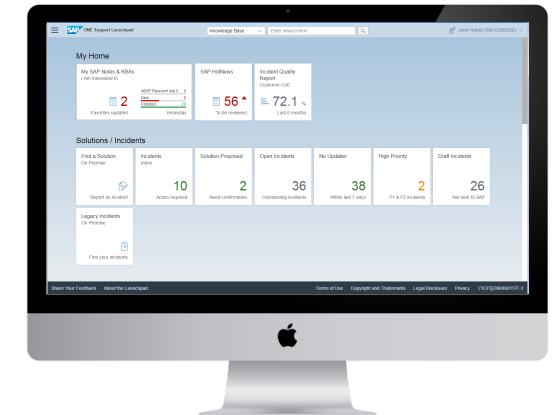 SAP ONE Support Launchpad
Knowledge Base
Enter search term
My Home
My SAP Notes & KBAs
I Am Interested In
ABAP Relevant last
New
Updated
2
Favorites updated
Yesterday
SAP HotNews
56
To be reviewed
Incident Quality
Report
Customer CoE
72.1 %
Last 6 months
Solutions / Incidents
Find a Solution
On Premise
Report an incident
Incidents
Inbox
10
Action required
Solution Proposed
2
Need confirmation
Open Incidents
36
Outstanding incidents
No Updates
38
Within last 7 days
High Priority
2
P1 & P2 incidents
Draft Incidents
26
Not sent to SAP
Legacy Incidents
On Premise
Find your incidents
Share Your Feedback
About the Launchpad
Terms of Use
Copyright and Trademarks
Legal Disclosure
Privacy